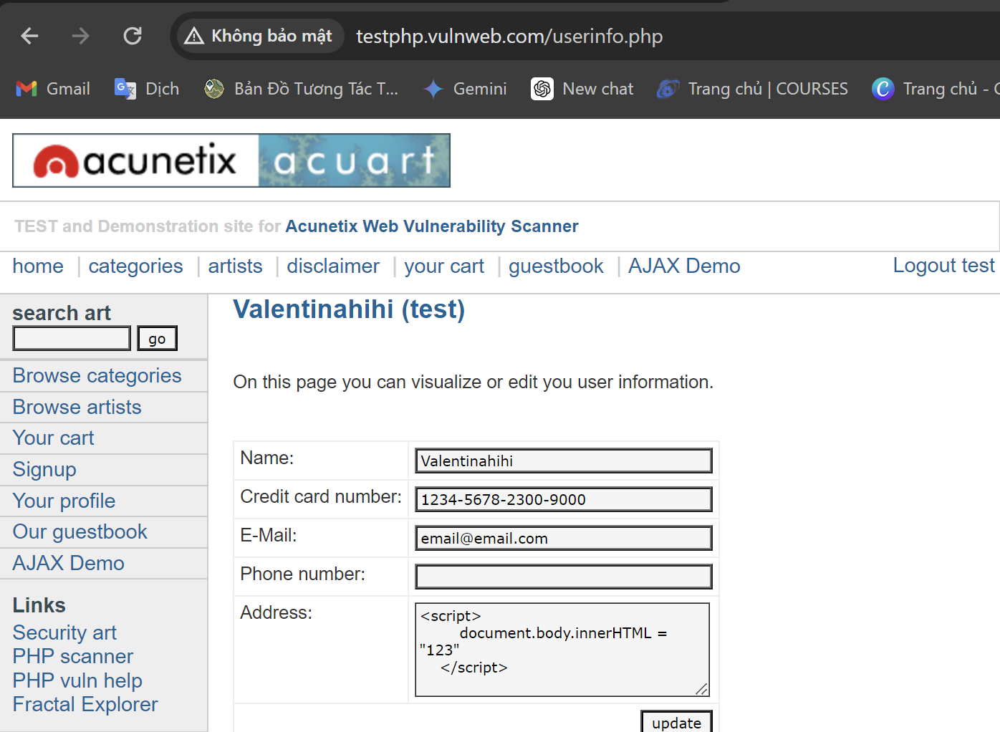 Không bảo mật testphp.vulnweb.com/userinfo.php
Gmail Dịch Bản Đồ Tương Tác T... Gemini New chat Trang chủ | COURSES Trang chủ - C
acunetix acuart
TEST and Demonstration site for Acunetix Web Vulnerability Scanner
home | categories | artists | disclaimer | your cart | guestbook | AJAX Demo Logout test
search art
go
Browse categories
Browse artists
Your cart
Signup
Your profile
Our guestbook
AJAX Demo
Links
Security art
PHP scanner
PHP vuln help
Fractal Explorer
Valentinahihi (test)
On this page you can visualize or edit you user information.
Name: Valentinahihi
Credit card number: 1234-5678-2300-9000
E-Mail: email@email.com
Phone number:
Address: <script>
document.body.innerHTML =
"123"
</script>
update